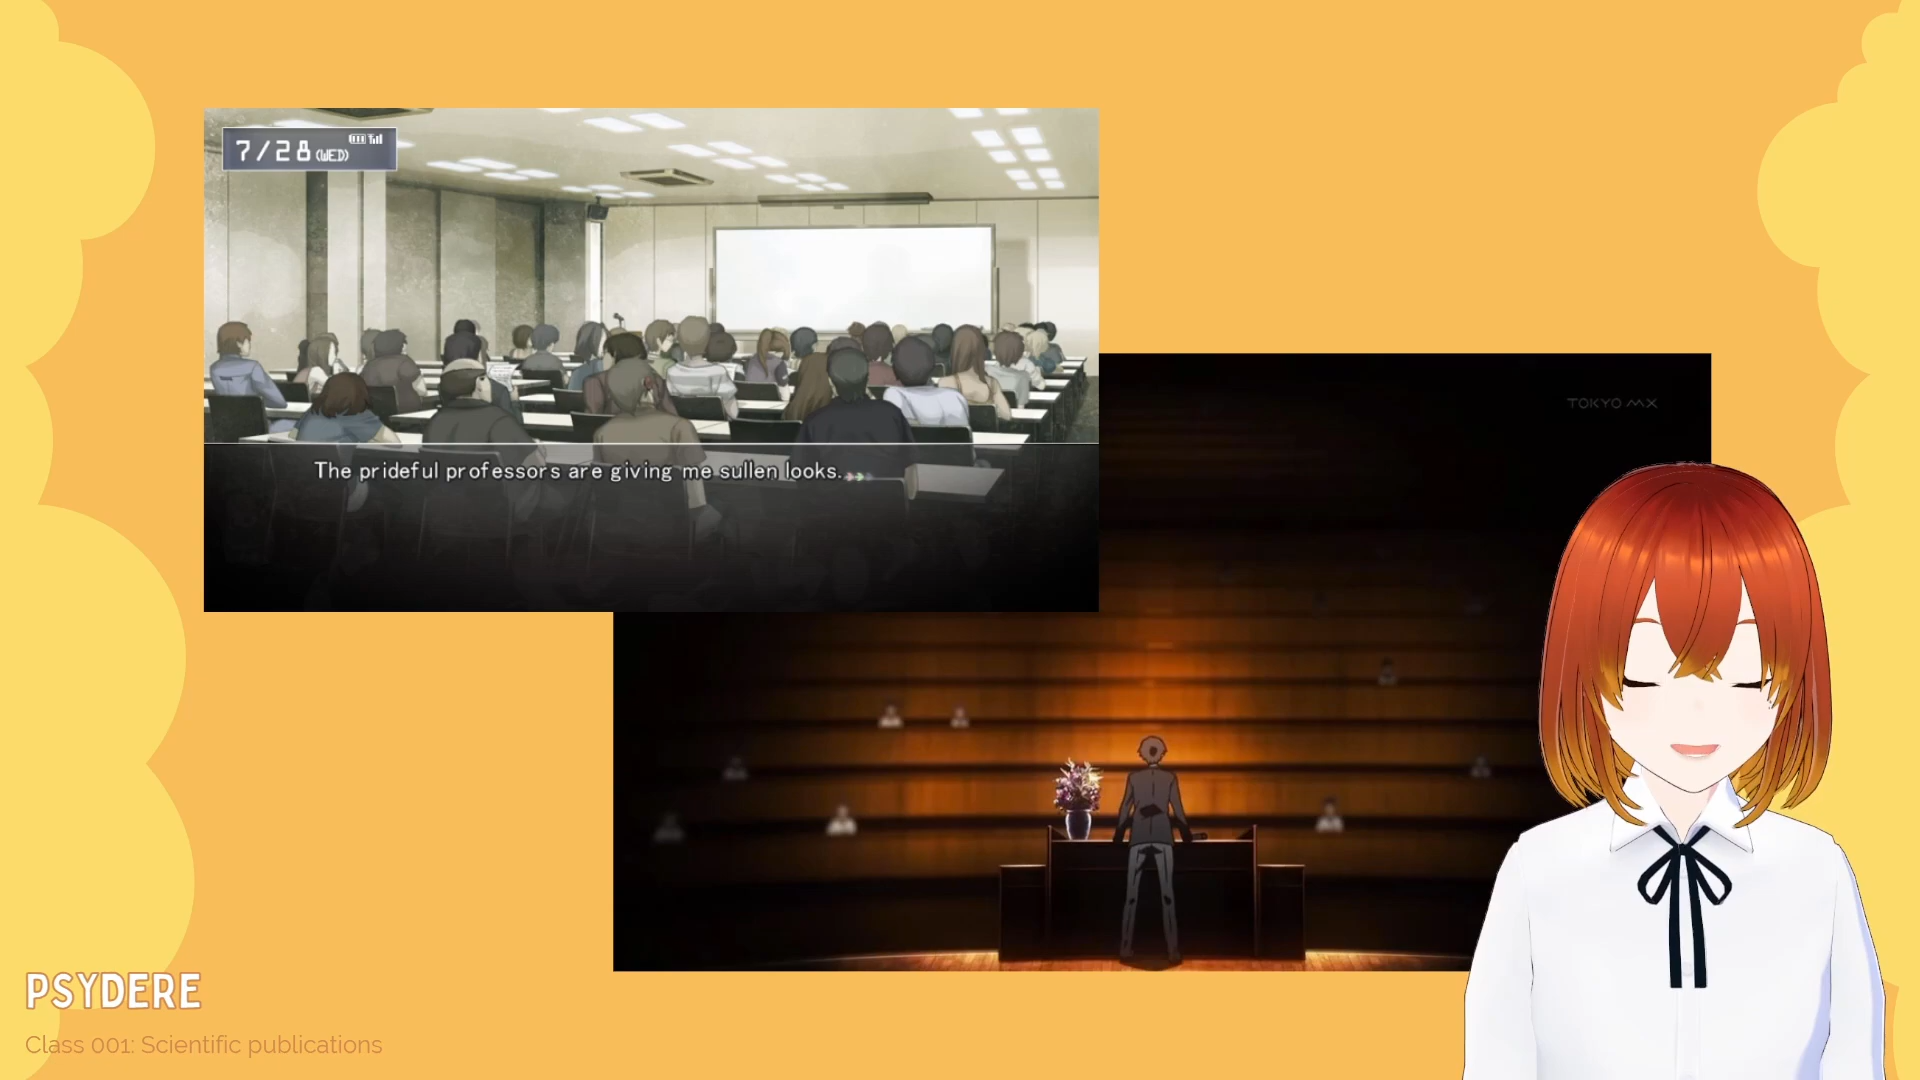 7/28(WED)
The prideful professors are giving me sullen looks.
TOKYO MX
PSYDERE
Class 001: Scientific publications